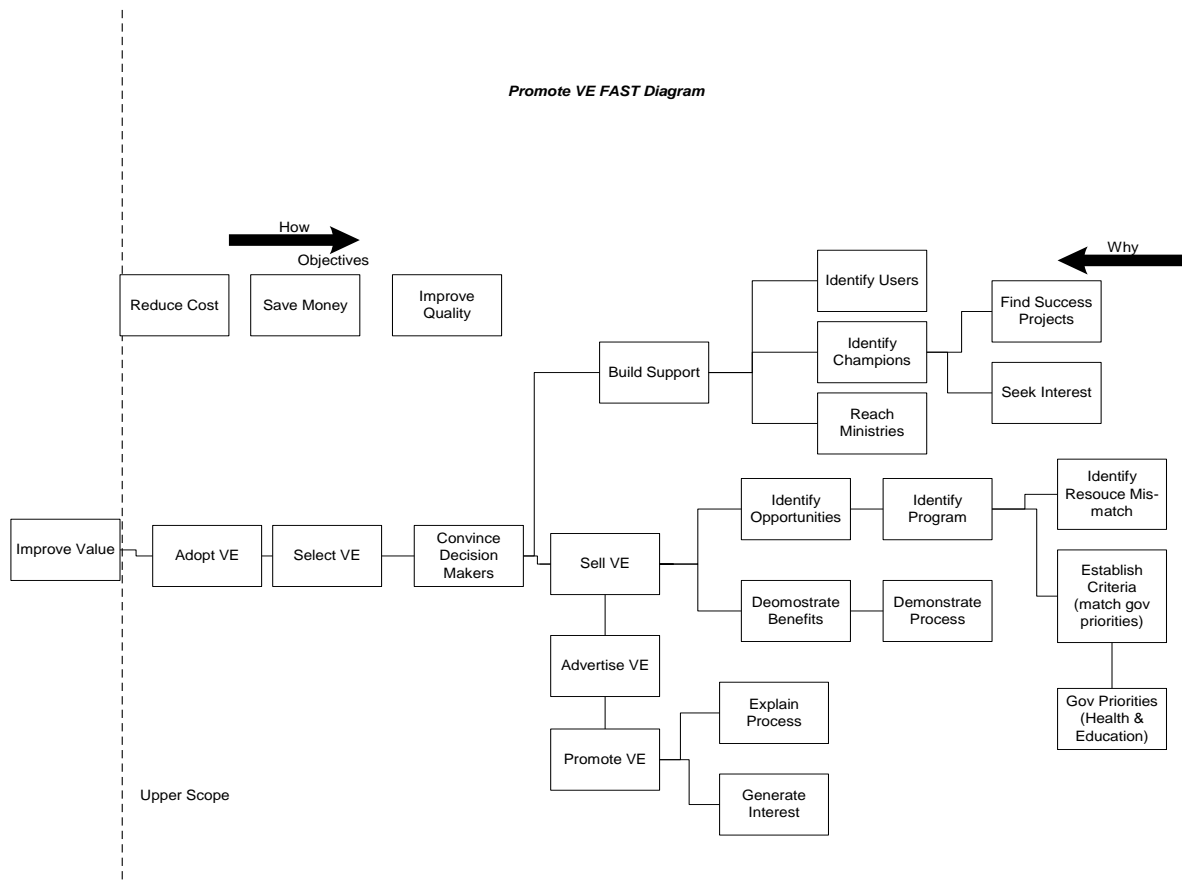 Promote VE FAST Diagram
How
Objectives
Why
Reduce Cost
Save Money
Improve
Quality
Identify Users
Find Success
Projects
Build Support
Identify
Champions
Seek Interest
Reach
Ministries
Improve Value
Adopt VE
Select VE
Convince
Decision
Makers
Sell VE
Identify
Opportunities
Identify
Program
Identify
Resouce Mis-
match
Establish
Criteria
(match gov
priorities)
Deomostrate
Benefits
Demonstrate
Process
Advertise VE
Gov Priorities
(Health &
Education)
Explain
Process
Promote VE
Generate
Interest
Upper Scope